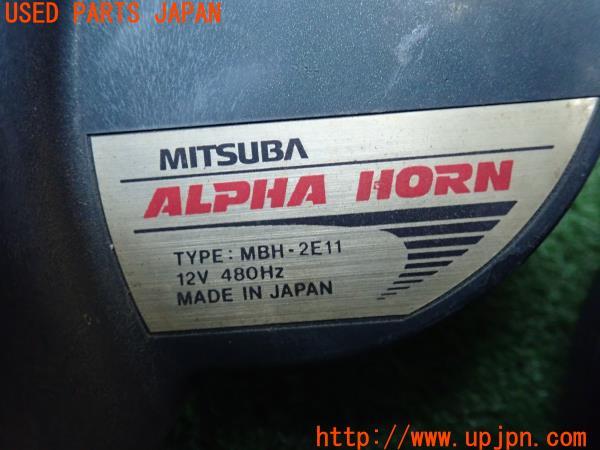 USED PARTS JAPAN
MITSUBA
ALPHA HORN
TYPE: MBH-2E11
12V 480Hz
MADE IN JAPAN
http://www.upjpn.com/